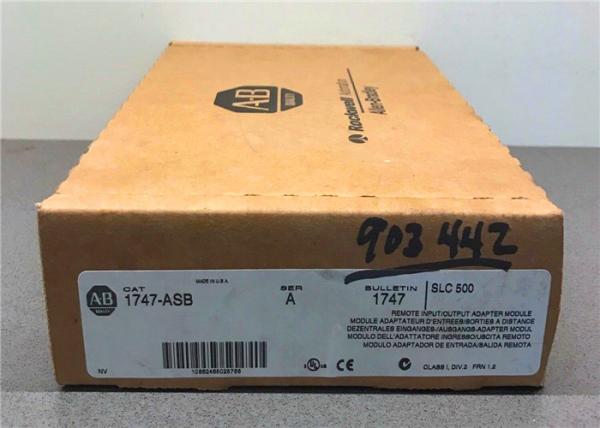 A-B
Rockwell Automation
Allen-Bradley
903 442
A-B
CAT
1747-ASB
MADE IN U.S.A.
SER
A
BULLETIN
1747
SLC 500
REMOTE INPUT/OUTPUT ADAPTER MODULE
MODULE ADAPTATEUR D'ENTREES/SORTIES A DISTANCE
DEZENTRALES EINGANGS-/AUSGANGS-ADAPTER MODUL
MODULO DELL'ADATTATORE INGRESSO/USCITA REMOTO
MODULO ADAPTADOR DE ENTRADA/SALIDA REMOTA
NV
UL
CE
CLASS I, DIV.2 FRN 1.2